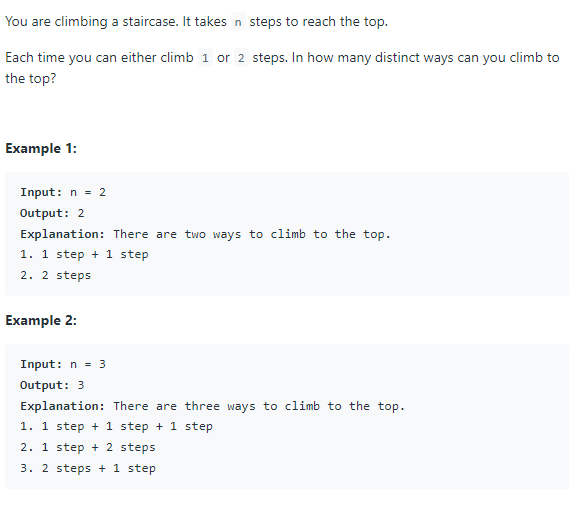 You are climbing a staircase. It takes n steps to reach the top.
Each time you can either climb 1 or 2 steps. In how many distinct ways can you climb to
the top?
Example 1:
Input: n = 2
Output: 2
Explanation: There are two ways to climb to the top.
1. 1 step + 1 step
2. 2 steps
Example 2:
Input: n = 3
Output: 3
Explanation: There are three ways to climb to the top.
1. 1 step + 1 step + 1 step
2. 1 step + 2 steps
3. 2 steps + 1 step